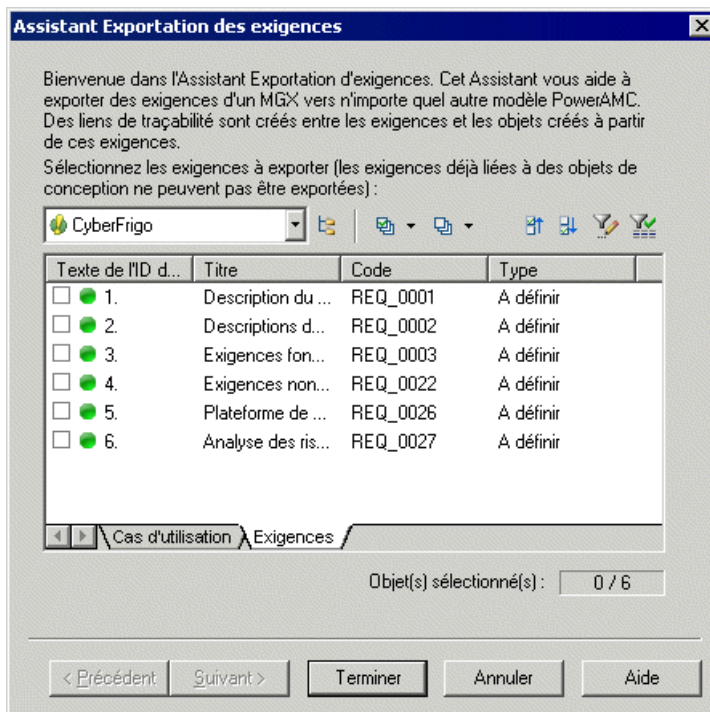 Assistant Exportation des exigences
Bienvenue dans l'Assistant Exportation d'exigences. Cet Assistant vous aide à
exporter des exigences d'un MGX vers n'importe quel autre modèle PowerAMC.
Des liens de traçabilité sont créés entre les exigences et les objets créés à partir
de ces exigences.
Sélectionnez les exigences à exporter (les exigences déjà liées à des objets de
conception ne peuvent pas être exportées) :
CyberFrigo
Texte de l'ID d... Titre Code Type
1. Description du ... REQ_0001 A définir
2. Descriptions d... REQ_0002 A définir
3. Exigences fon... REQ_0003 A définir
4. Exigences non... REQ_0022 A définir
5. Plateforme de ... REQ_0026 A définir
6. Analyse des ris... REQ_0027 A définir
Cas d'utilisation Exigences
Objet(s) sélectionné(s) : 0 / 6
< Précédent Suivant > Terminer Annuler Aide